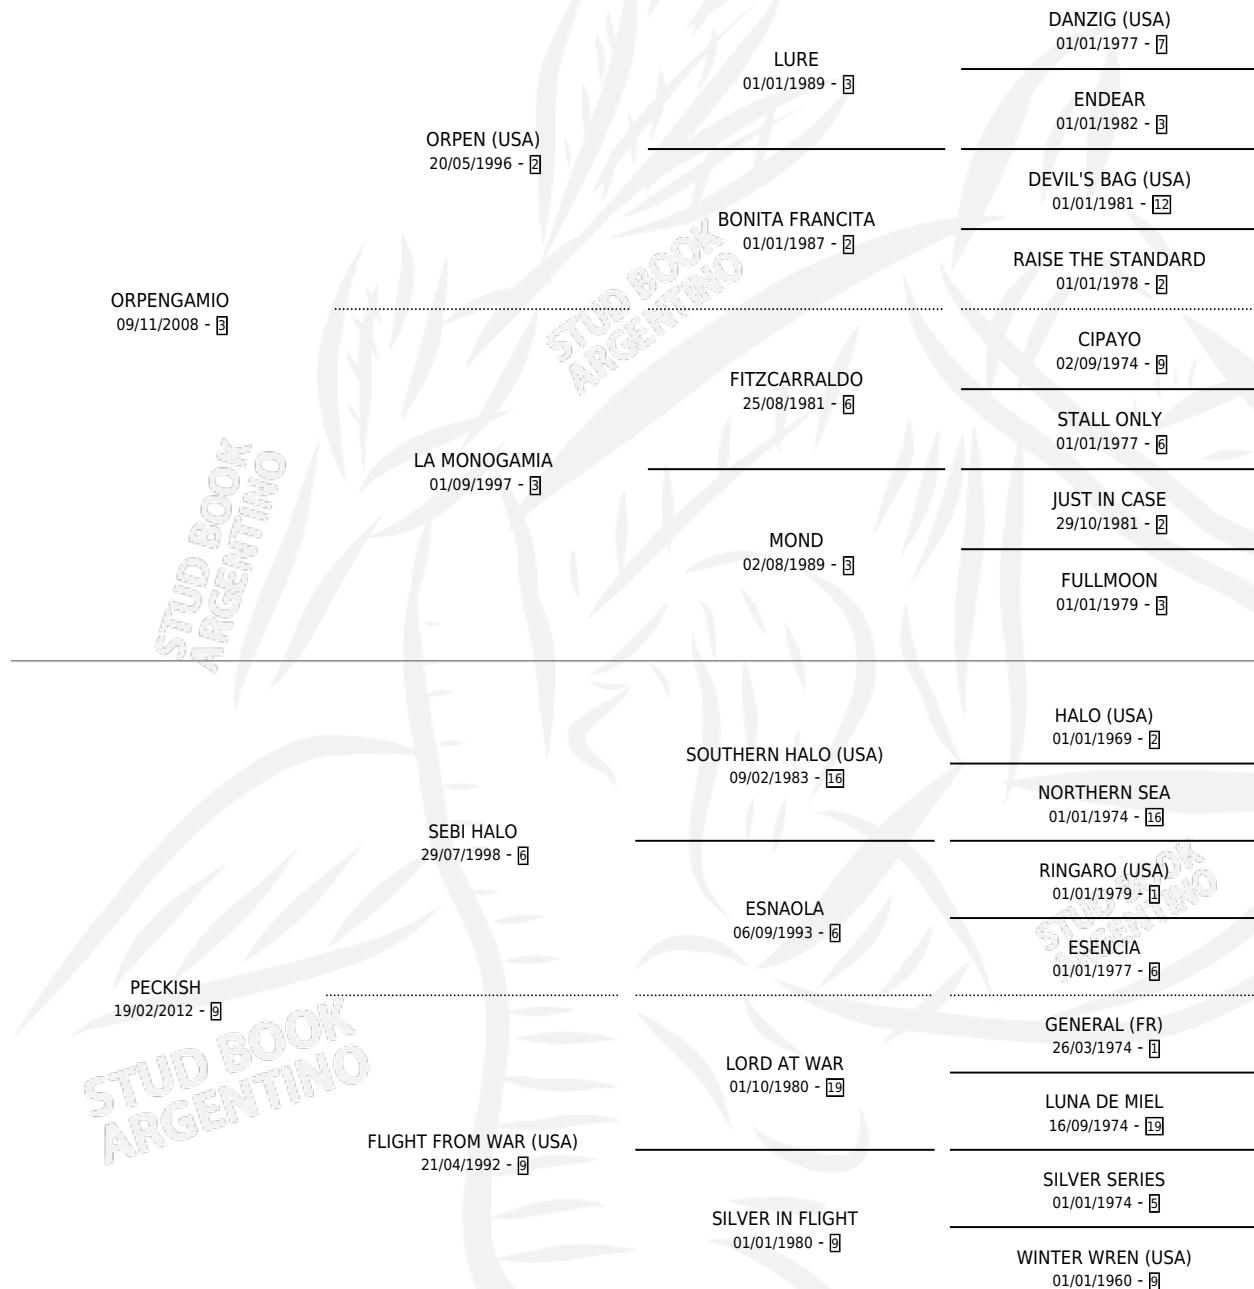 DANZIG (USA)
01/01/1977 - 7
LURE
01/01/1989 - 3
ENDEAR
01/01/1982 - 3
ORPEN (USA)
20/05/1996 - 2
DEVIL'S BAG (USA)
01/01/1981 - 12
BONITA FRANCITA
01/01/1987 - 2
RAISE THE STANDARD
01/01/1978 - 2
ORPENGAMIO
09/11/2008 - 3
STUD BOOK
ARGENTINO
CIPAYO
02/09/1974 - 9
FITZCARRALDO
25/08/1981 - 6
STALL ONLY
01/01/1977 - 6
LA MONOGAMIA
01/09/1997 - 3
JUST IN CASE
29/10/1981 - 2
MOND
02/08/1989 - 3
FULLMOON
01/01/1979 - 3
STUD BOOK
ARGENTINO
HALO (USA)
01/01/1969 - 2
SOUTHERN HALO (USA)
09/02/1983 - 16
NORTHERN SEA
01/01/1974 - 16
SEBI HALO
29/07/1998 - 6
RINGARO (USA)
01/01/1979 - 1
ESNAOLA
06/09/1993 - 6
STUD BOOK
ARGENTINO
ESENCIA
01/01/1977 - 6
PECKISH
19/02/2012 - 9
GENERAL (FR)
26/03/1974 - 1
LORD AT WAR
01/10/1980 - 19
LUNA DE MIEL
16/09/1974 - 19
STUD BOOK
ARGENTINO
FLIGHT FROM WAR (USA)
21/04/1992 - 9
SILVER SERIES
01/01/1974 - 5
SILVER IN FLIGHT
01/01/1980 - 9
WINTER WREN (USA)
01/01/1960 - 9